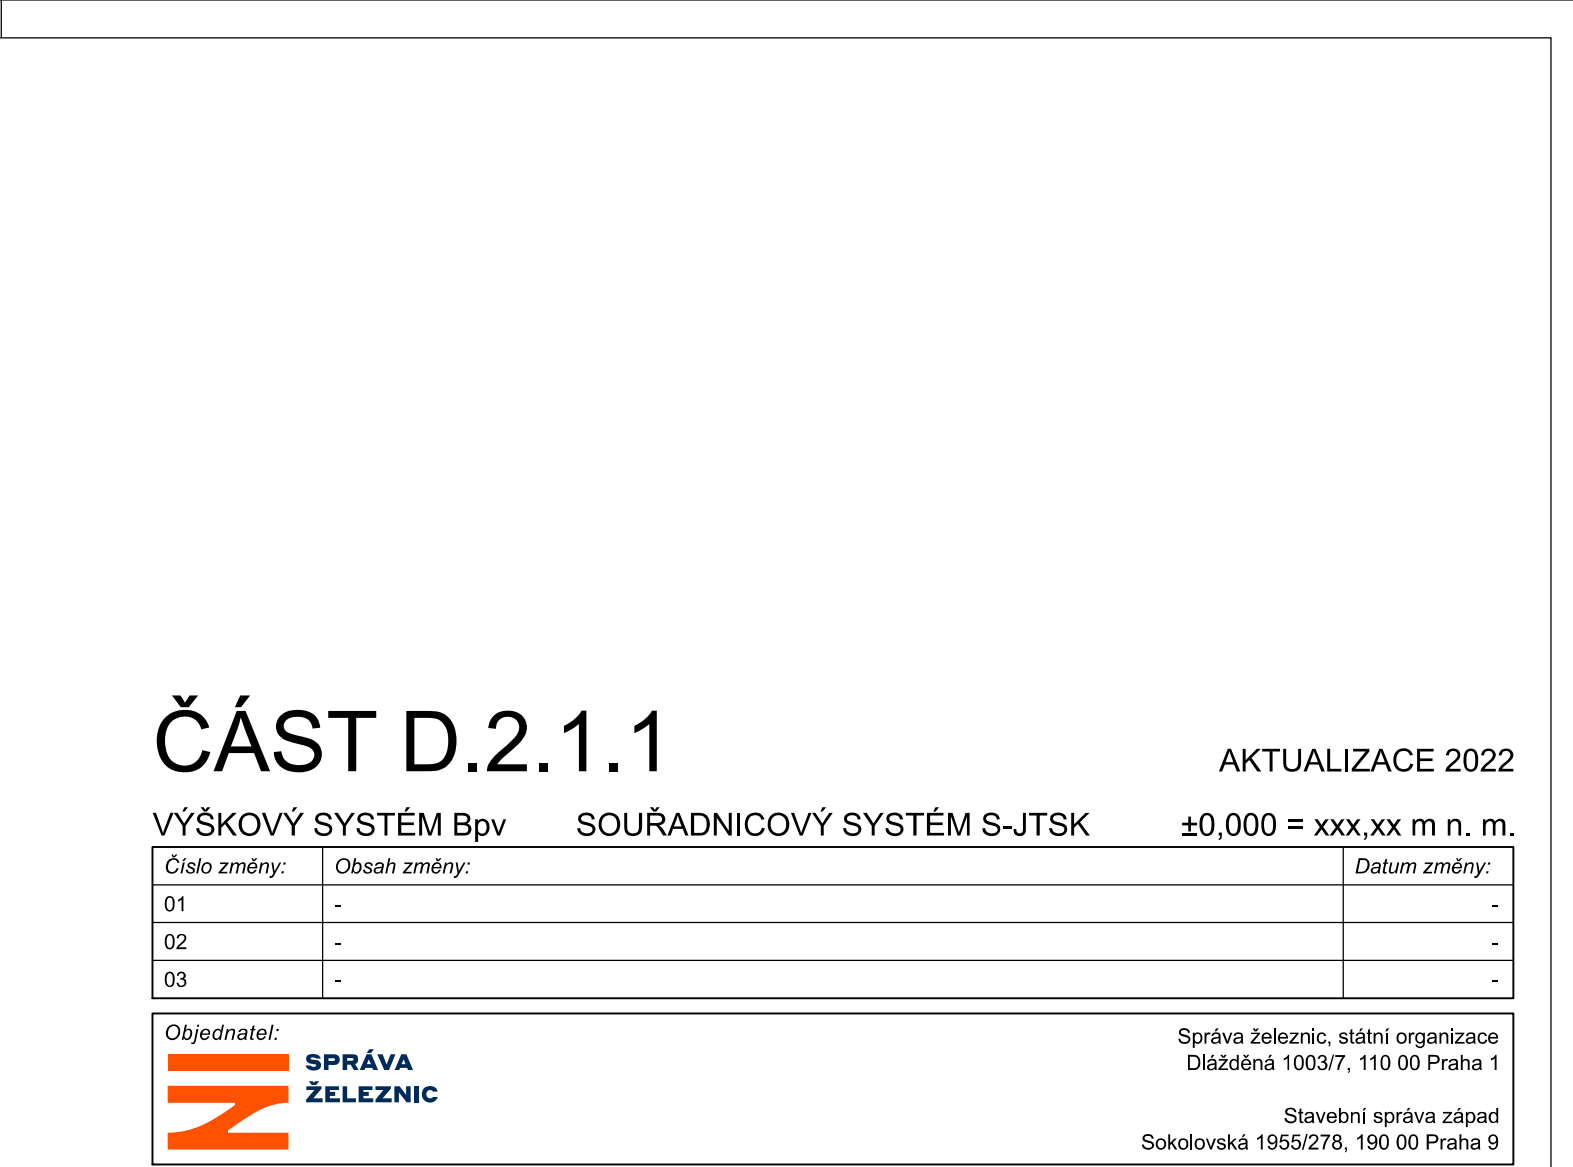 ČÁST D.2.1.1
AKTUALIZACE 2022
VÝŠKOVÝ SYSTÉM Bpv SOUŘADNICOVÝ SYSTÉM S-JTSK ±0,000 = xxx,xx m n. m.
Číslo změny: Obsah změny: Datum změny:
01 - -
02 - -
03 - -
Objednatel:
SPRÁVA
ŽELEZNIC
Správa železnic, státní organizace
Dlážděná 1003/7, 110 00 Praha 1
Stavební správa západ
Sokolovská 1955/278, 190 00 Praha 9